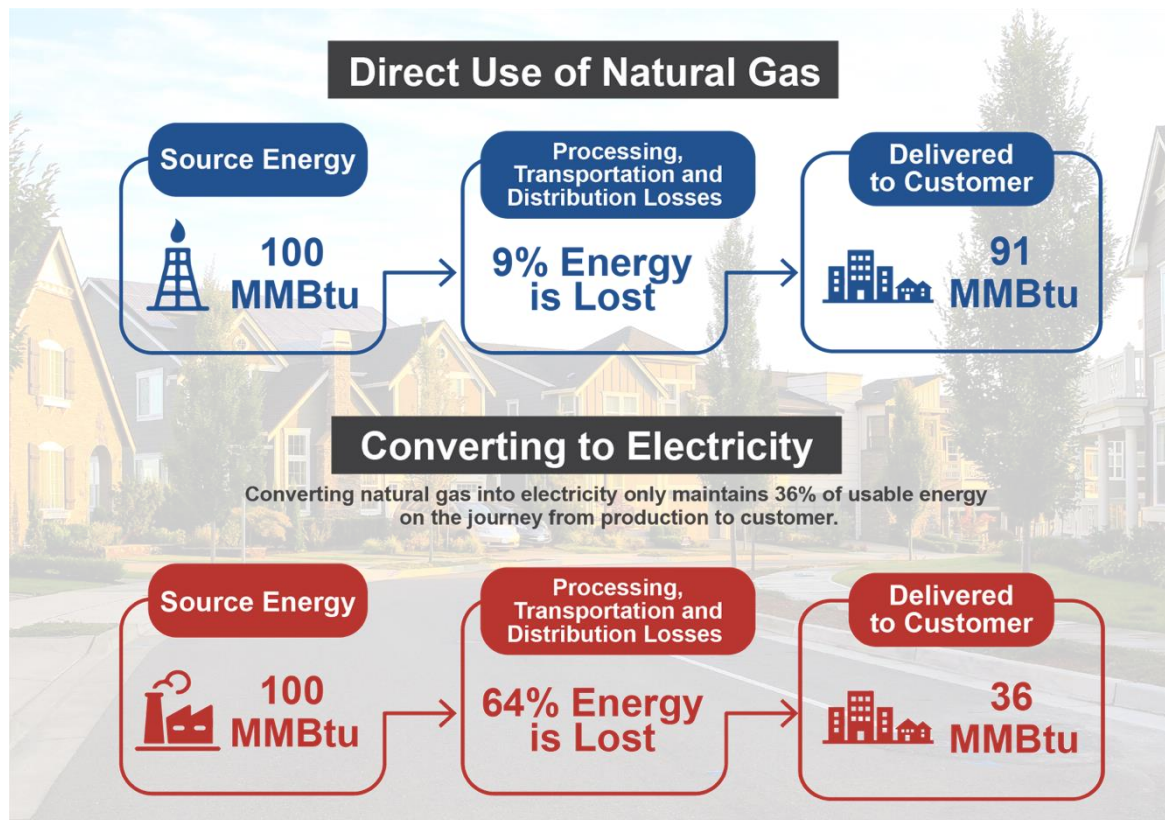 Direct Use of Natural Gas
Source Energy
Processing,
Transportation and
Distribution Losses
Delivered
to Customer
100
MMBtu
9% Energy
is Lost
91
MMBtu
Converting to Electricity
Converting natural gas into electricity only maintains 36% of usable energy
on the journey from production to customer.
Source Energy
Processing,
Transportation and
Distribution Losses
Delivered
to Customer
100
MMBtu
64% Energy
is Lost
36
MMBtu